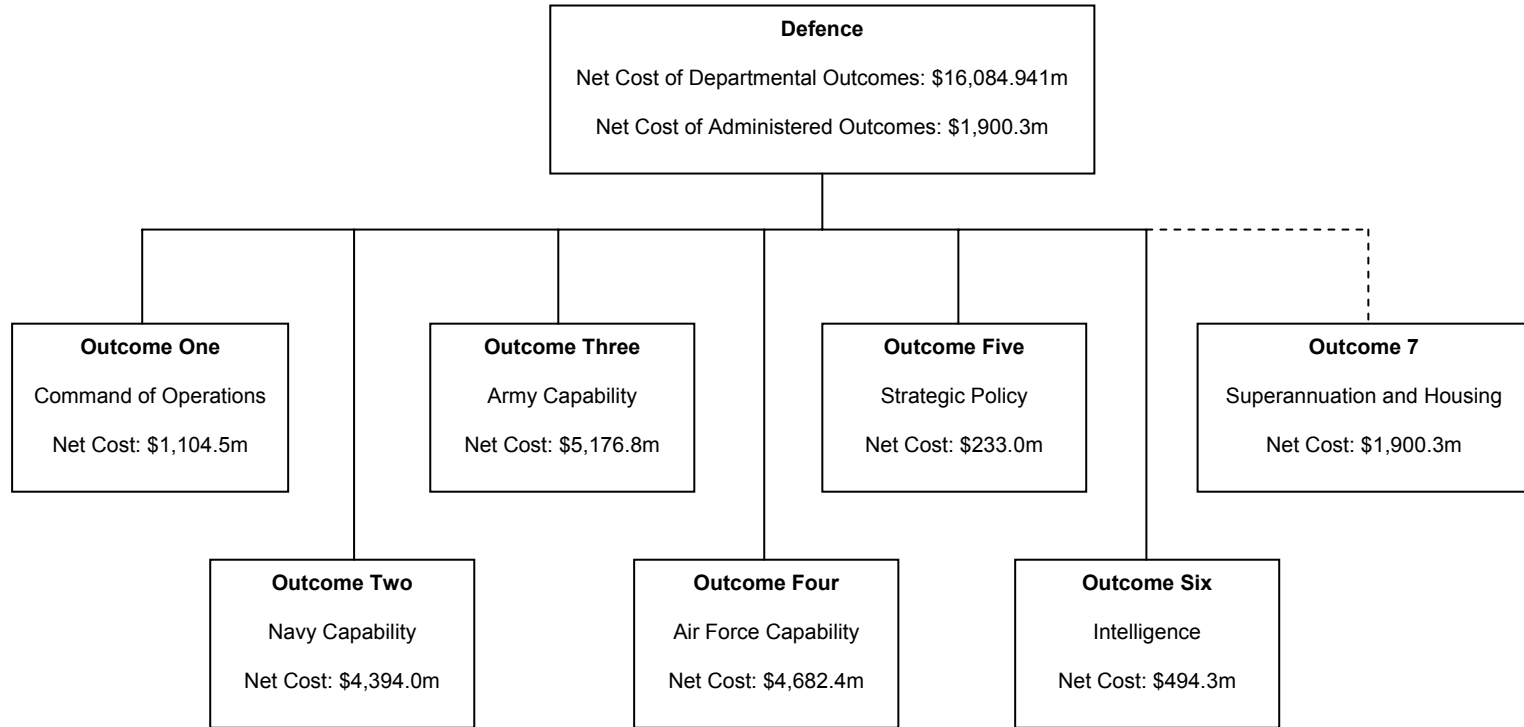 Defence
Net Cost of Departmental Outcomes: $16,084.941m
Net Cost of Administered Outcomes: $1,900.3m
Outcome One
Command of Operations
Net Cost: $1,104.5m
Outcome Three
Army Capability
Net Cost: $5,176.8m
Outcome Five
Strategic Policy
Net Cost: $233.0m
Outcome 7
Superannuation and Housing
Net Cost: $1,900.3m
Outcome Two
Navy Capability
Net Cost: $4,394.0m
Outcome Four
Air Force Capability
Net Cost: $4,682.4m
Outcome Six
Intelligence
Net Cost: $494.3m